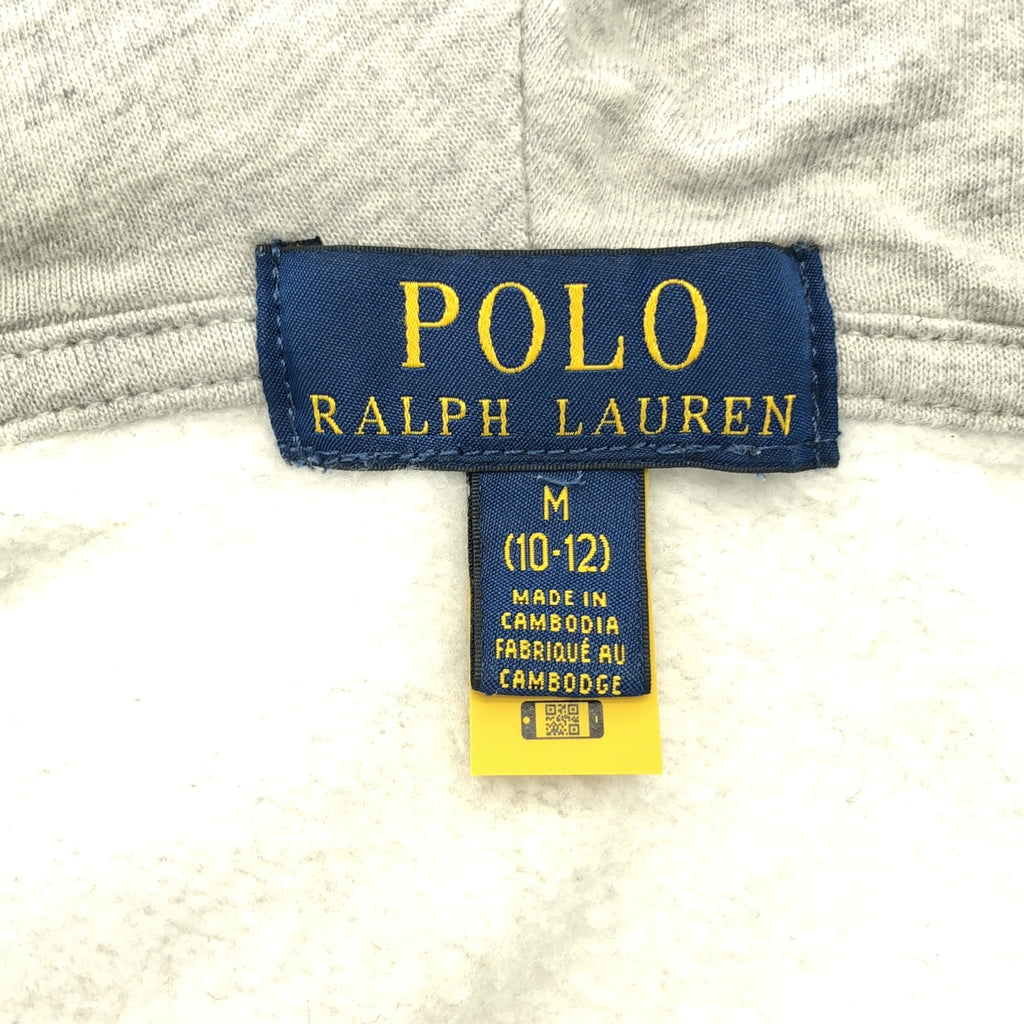 POLO
RALPH LAUREN
M
(10-12)
MADE IN
CAMBODIA
FABRIQUÉ AU
CAMBODGE